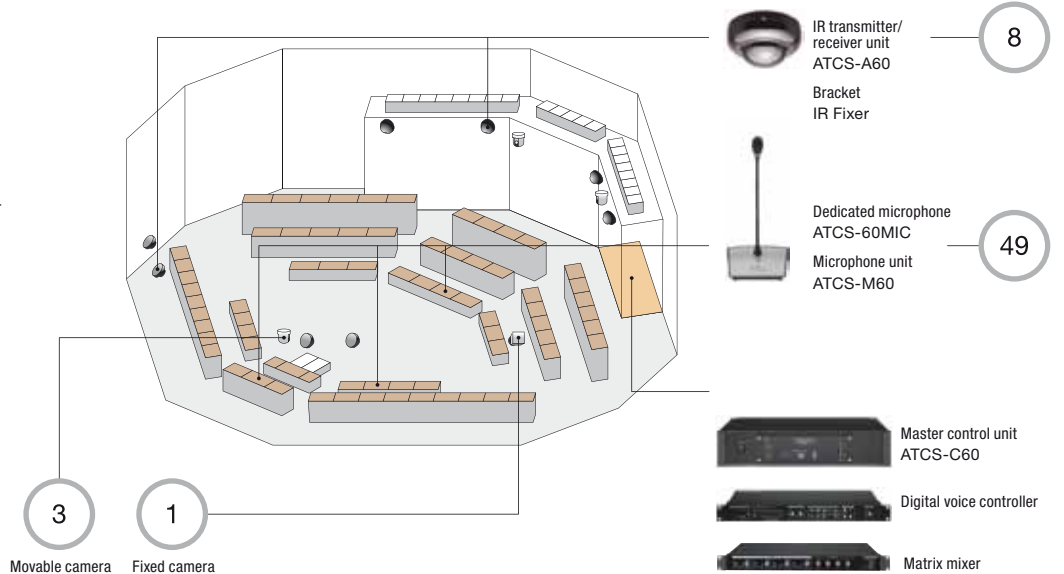 IR transmitter/
receiver unit
ATCS-A60
Bracket
IR Fixer
8
Dedicated microphone
ATCS-60MIC
Microphone unit
ATCS-M60
49
Master control unit
ATCS-C60
Digital voice controller
Matrix mixer
3
Movable camera
1
Fixed camera